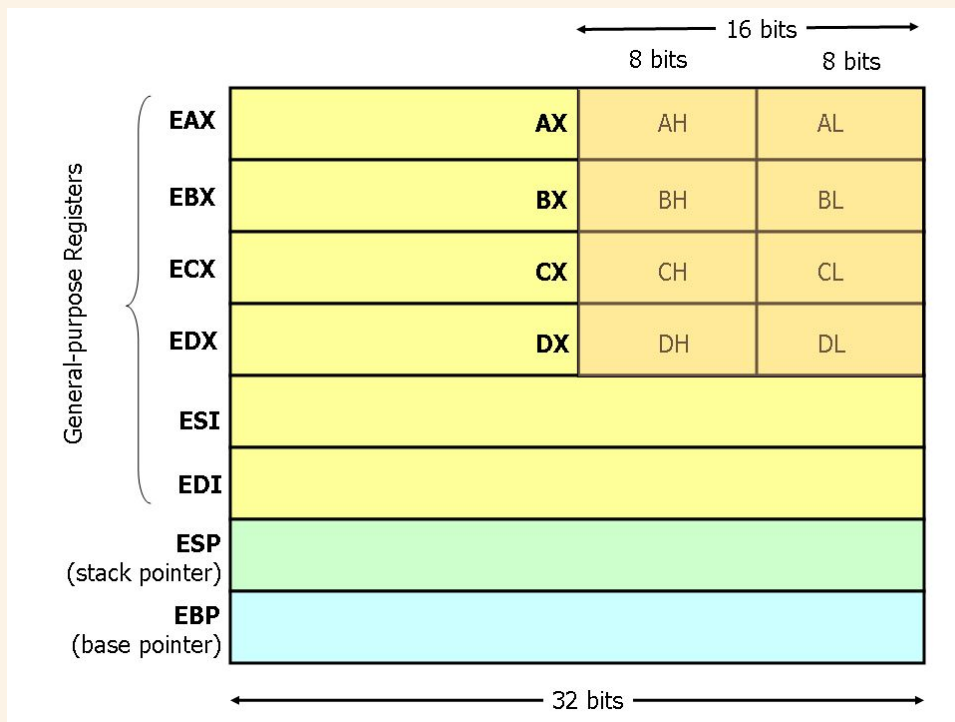 16 bits
8 bits 8 bits
General-purpose Registers
EAX AX AH AL
EBX BX BH BL
ECX CX CH CL
EDX DX DH DL
ESI
EDI
ESP
(stack pointer)
EBP
(base pointer)
32 bits